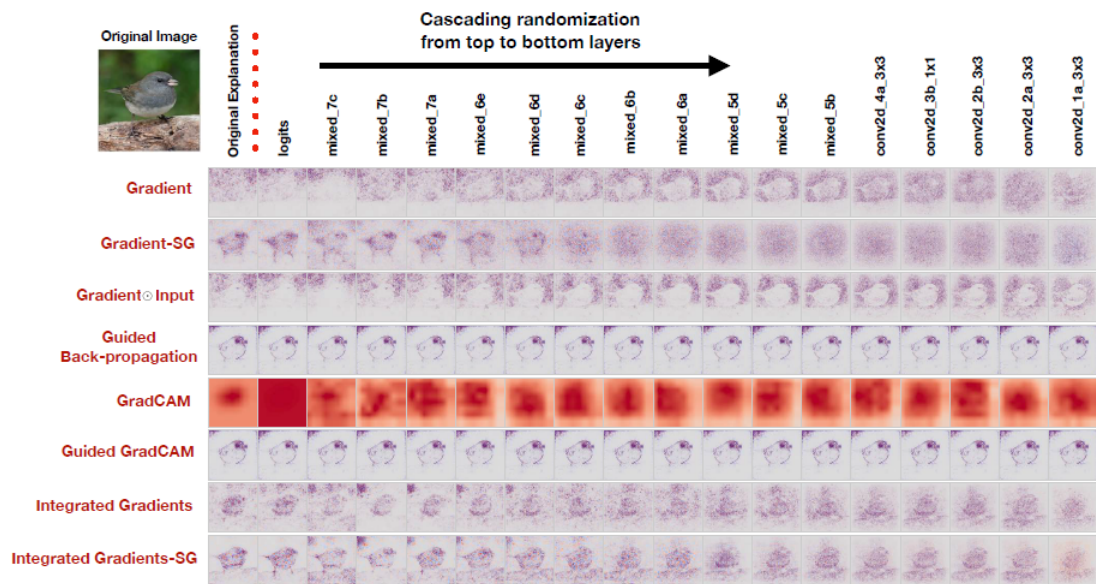 Original Image
Cascading randomization
from top to bottom layers
Original Explanation
logits
mixed_7c
mixed_7b
mixed_7a
mixed_6e
mixed_6d
mixed_6c
mixed_6b
mixed_6a
mixed_5d
mixed_5c
mixed_5b
conv2d_4a_3x3
conv2d_3b_1x1
conv2d_2b_3x3
conv2d_2a_3x3
conv2d_1a_3x3
Gradient
Gradient-SG
Gradient⊙Input
Guided
Back-propagation
GradCAM
Guided GradCAM
Integrated Gradients
Integrated Gradients-SG